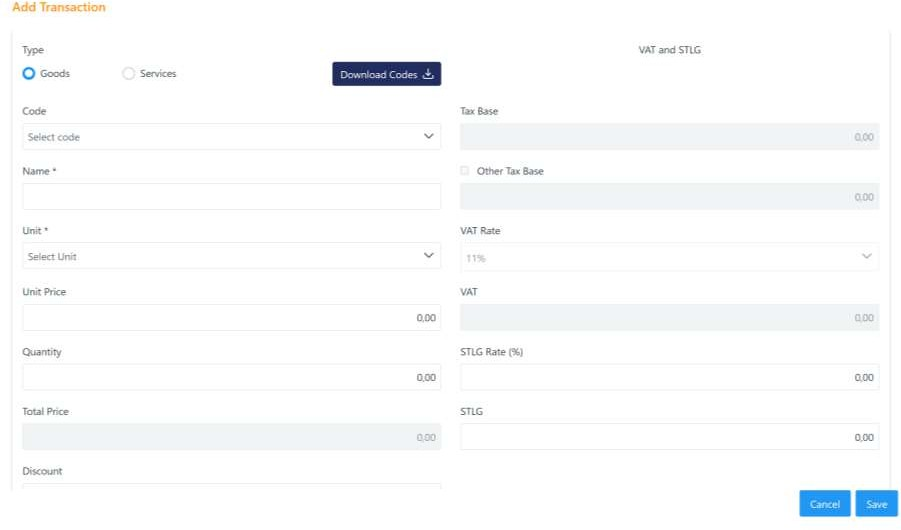 Add Transaction
Type
VAT and STLG
Goods
Services
Download Codes
Code
Select code
Name *
Unit *
Select Unit
Unit Price
0,00
Quantity
0,00
Total Price
0,00
Discount
Tax Base
0,00
Other Tax Base
0,00
VAT Rate
11%
VAT
0,00
STLG Rate (%)
0,00
STLG
0,00
Cancel
Save